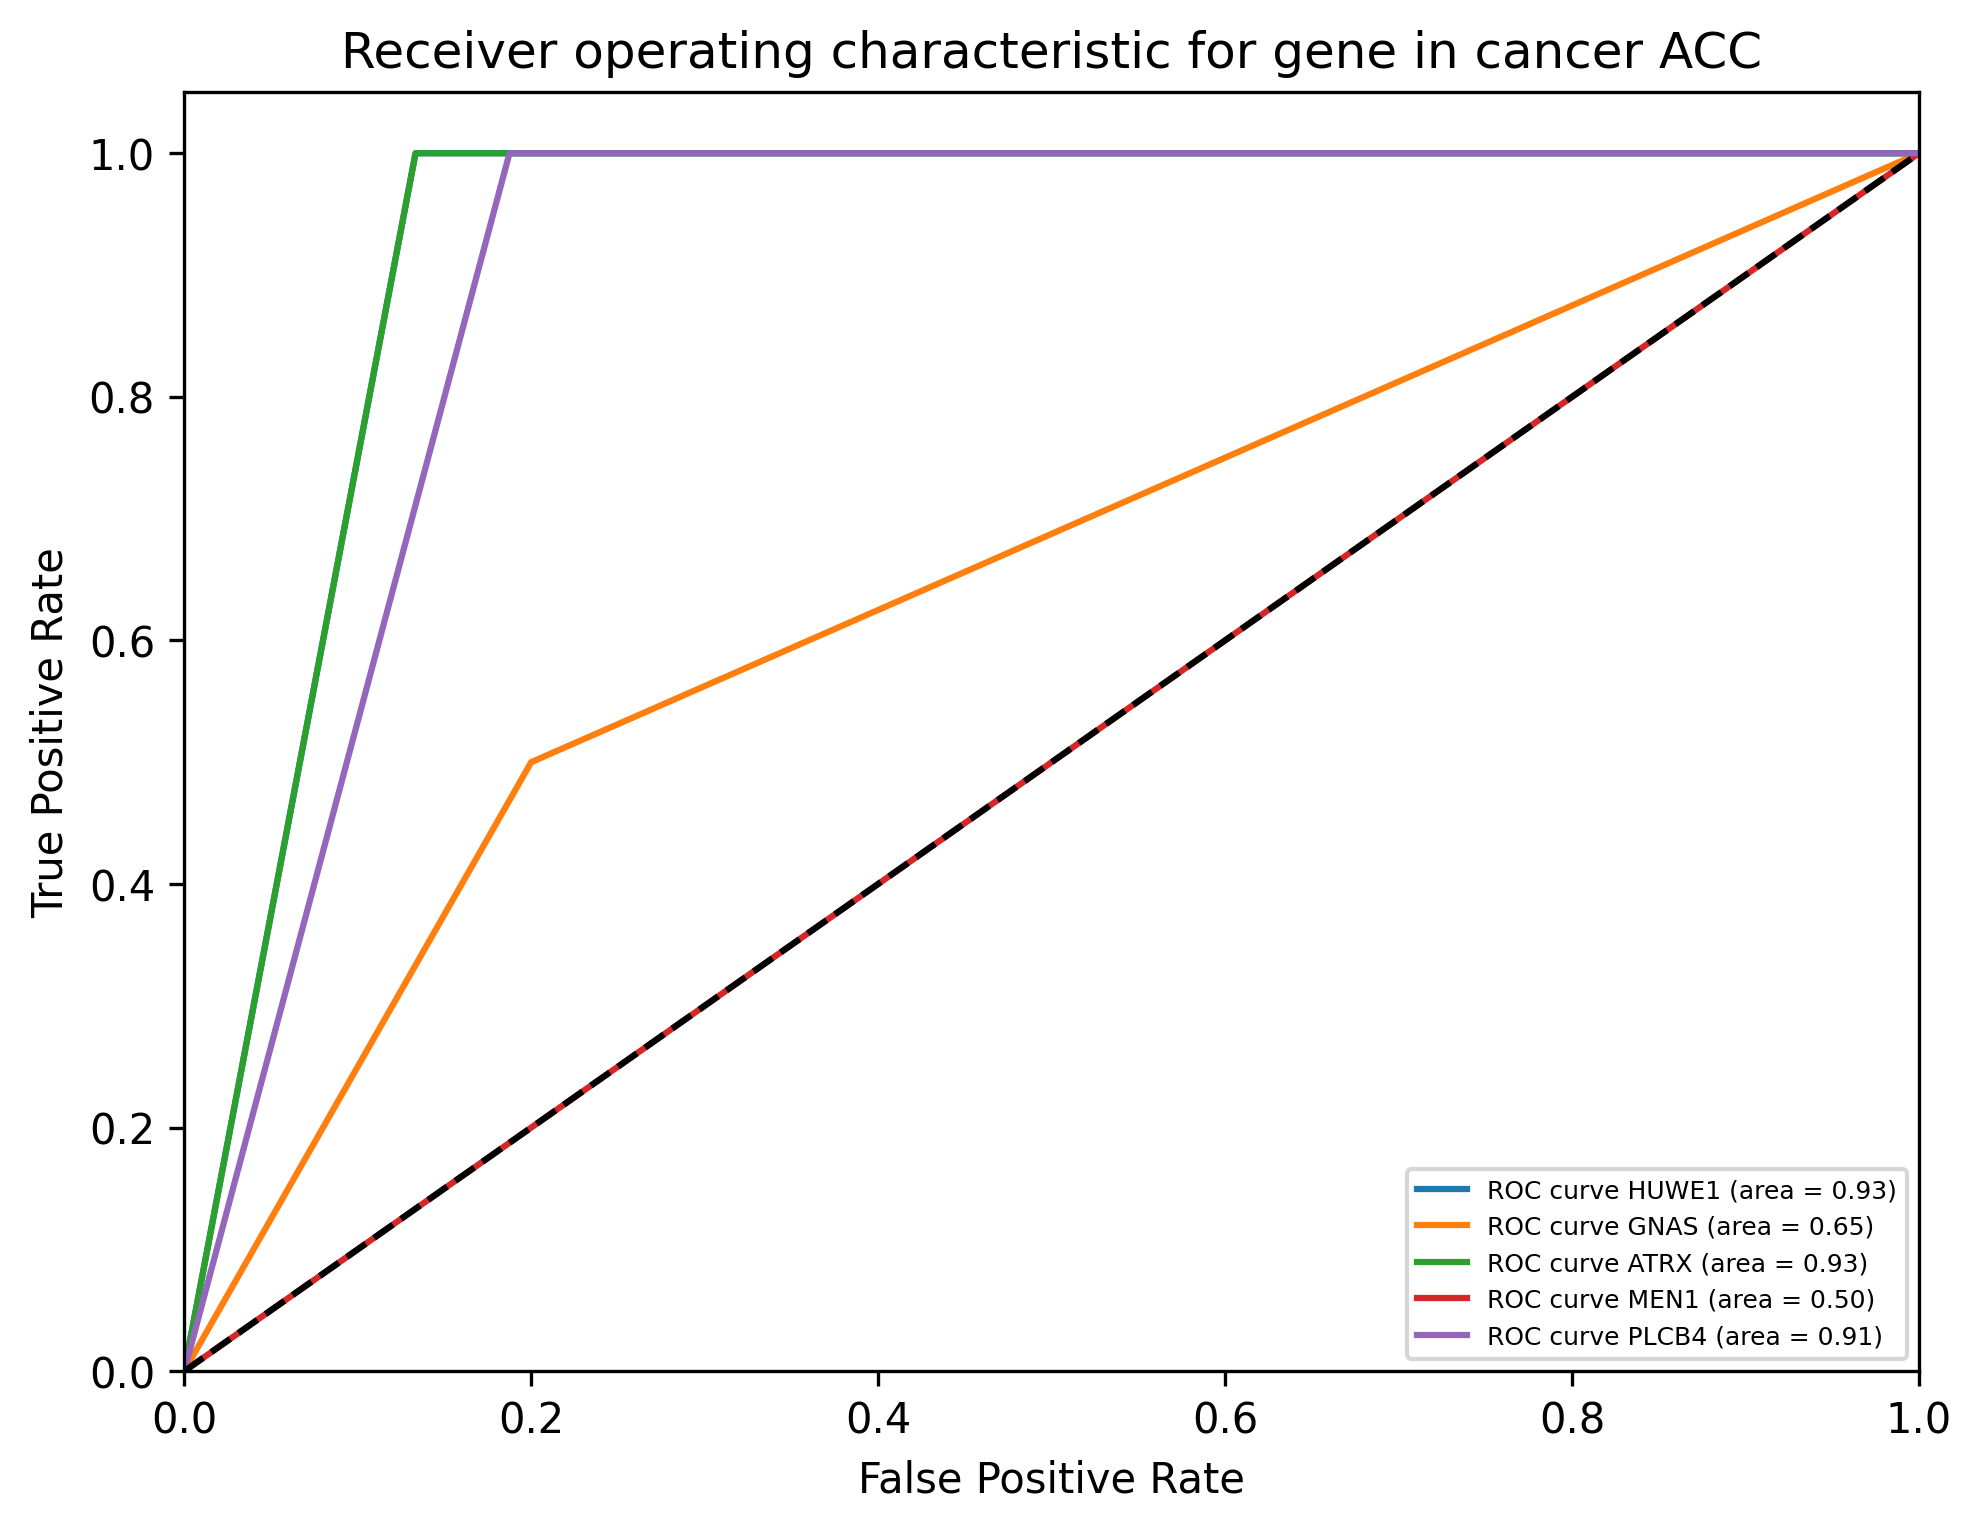 Receiver operating characteristic for gene in cancer ACC
True Positive Rate
1.0
0.8
0.6
0.4
0.2
0.0
ROC curve HUWE1 (area = 0.93)
ROC curve GNAS (area = 0.65)
ROC curve ATRX (area = 0.93)
ROC curve MEN1 (area = 0.50)
ROC curve PLCB4 (area = 0.91)
0.0 0.2 0.4 0.6 0.8 1.0
False Positive Rate